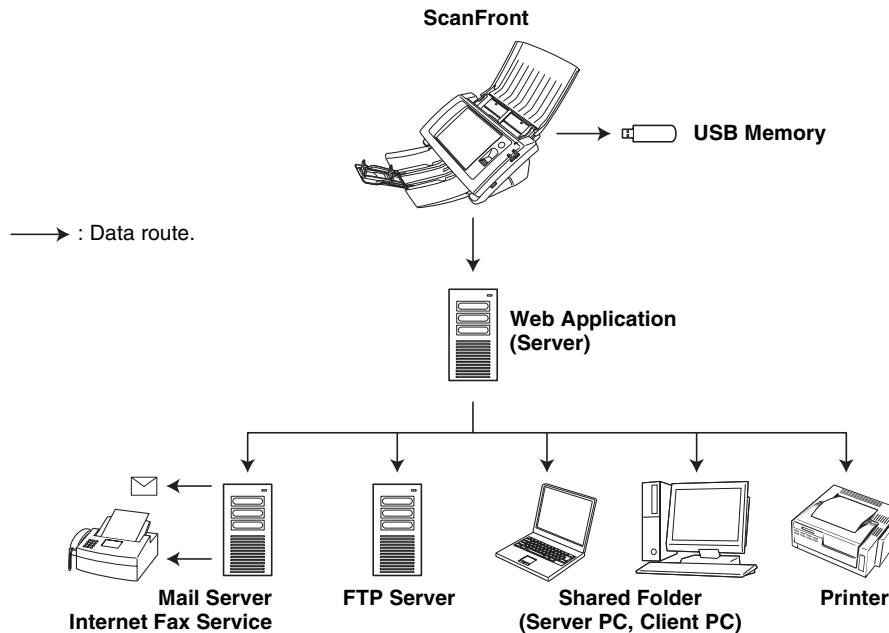 ScanFront
USB Memory
: Data route.
Web Application
(Server)
Mail Server
Internet Fax Service
FTP Server
Shared Folder
(Server PC, Client PC)
Printer